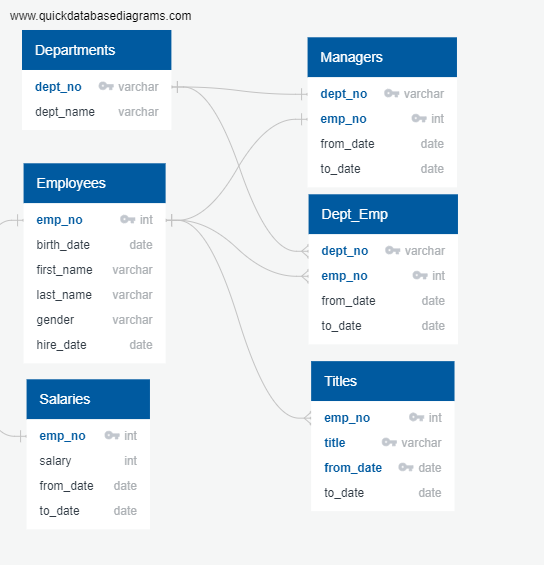 www.quickdatabasediagrams.com
Departments
dept_no varchar
dept_name varchar
Employees
emp_no int
birth_date date
first_name varchar
last_name varchar
gender varchar
hire_date date
Salaries
emp_no int
salary int
from_date date
to_date date
Managers
dept_no varchar
emp_no int
from_date date
to_date date
Dept_Emp
dept_no varchar
emp_no int
from_date date
to_date date
Titles
emp_no int
title varchar
from_date date
to_date date